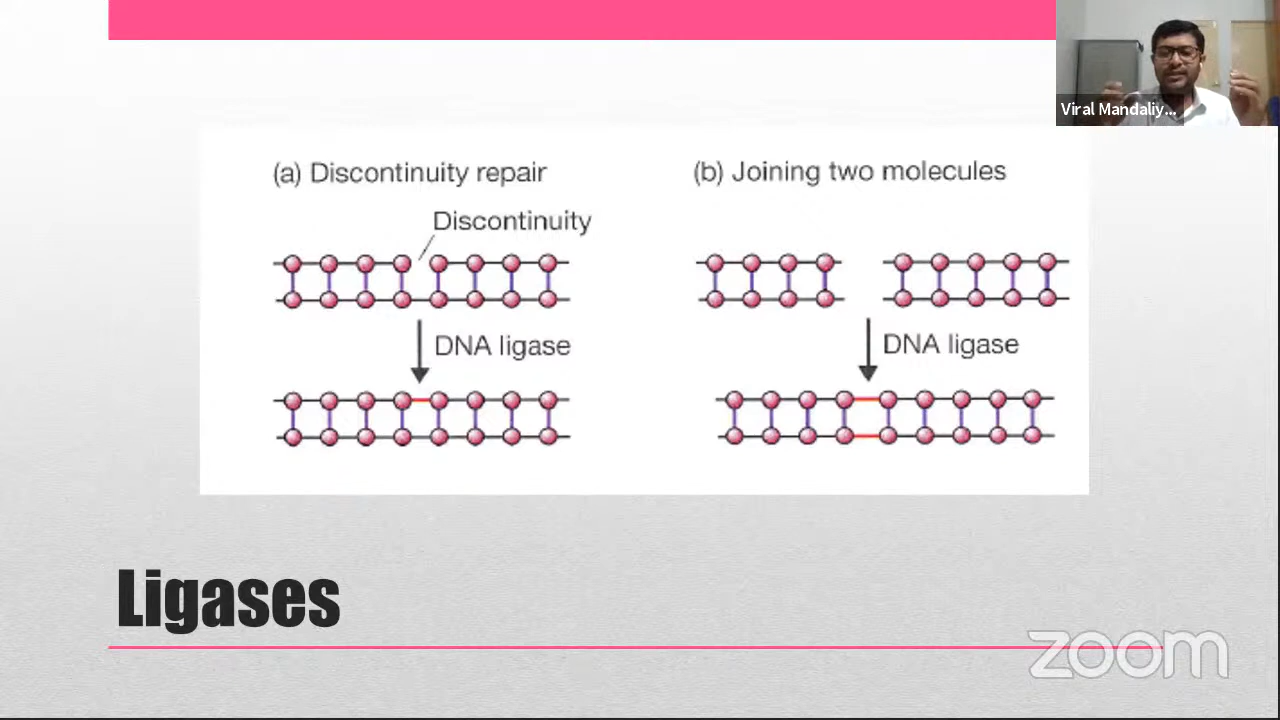 Viral Mandaliy...
(a) Discontinuity repair
Discontinuity
DNA ligase
(b) Joining two molecules
DNA ligase
Ligases
zoom